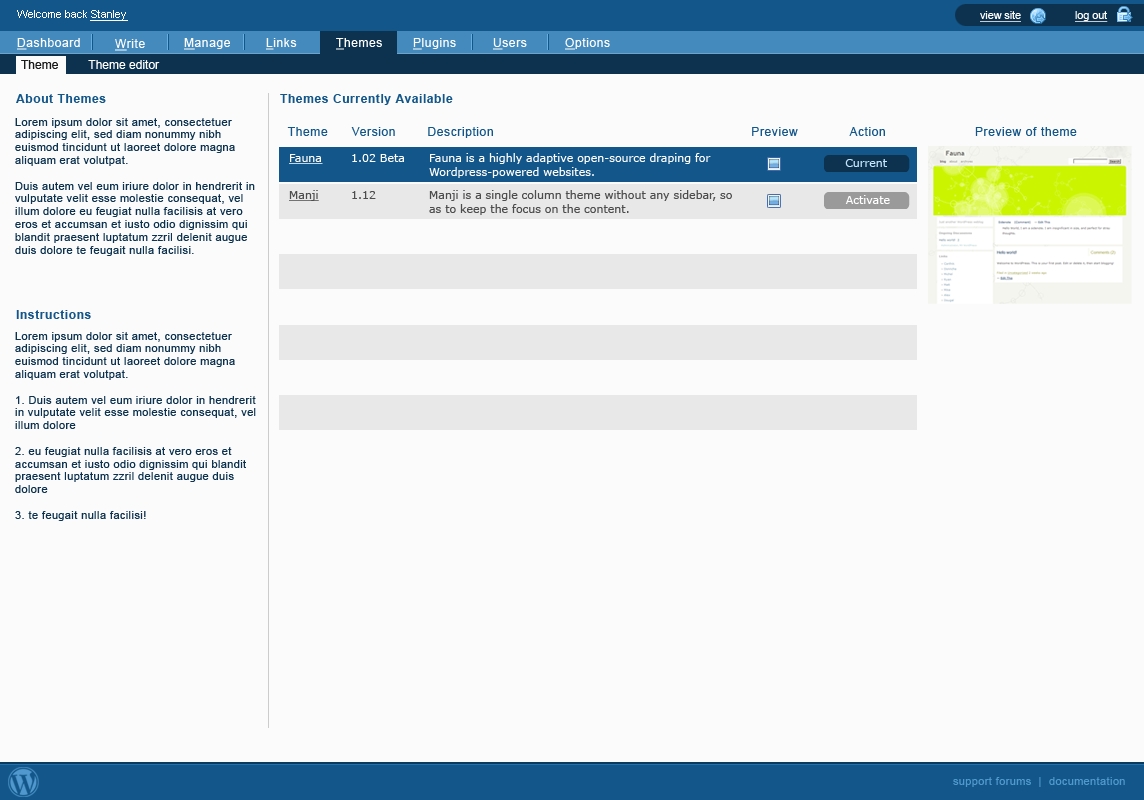 Welcome back Stanley
view site
log out
Dashboard
Write
Manage
Links
Themes
Plugins
Users
Options
Theme
Theme editor
About Themes
Lorem ipsum dolor sit amet, consectetuer
adipiscing elit, sed diam nonummy nibh
euismod tincidunt ut laoreet dolore magna
aliquam erat volutpat.
Duis autem vel eum iriure dolor in hendrerit in
vulputate velit esse molestie consequat, vel
illum dolore eu feugiat nulla facilisis at vero
eros et accumsan et iusto odio dignissim qui
blandit praesent luptatum zzril delenit augue
duis dolore te feugait nulla facilisi.
Instructions
Lorem ipsum dolor sit amet, consectetuer
adipiscing elit, sed diam nonummy nibh
euismod tincidunt ut laoreet dolore magna
aliquam erat volutpat.
1. Duis autem vel eum iriure dolor in hendrerit
in vulputate velit esse molestie consequat, vel
illum dolore
2. eu feugiat nulla facilisis at vero eros et
accumsan et iusto odio dignissim qui blandit
praesent luptatum zzril delenit augue duis
dolore
3. te feugait nulla facilisi!
Themes Currently Available
Theme
Version
Description
Preview
Action
Fauna
1.02 Beta
Fauna is a highly adaptive open-source draping for
Wordpress-powered websites.
Current
Manji
1.12
Manji is a single column theme without any sidebar, so
as to keep the focus on the content.
Activate
Preview of theme
Fauna
Hello world!
support forums | documentation